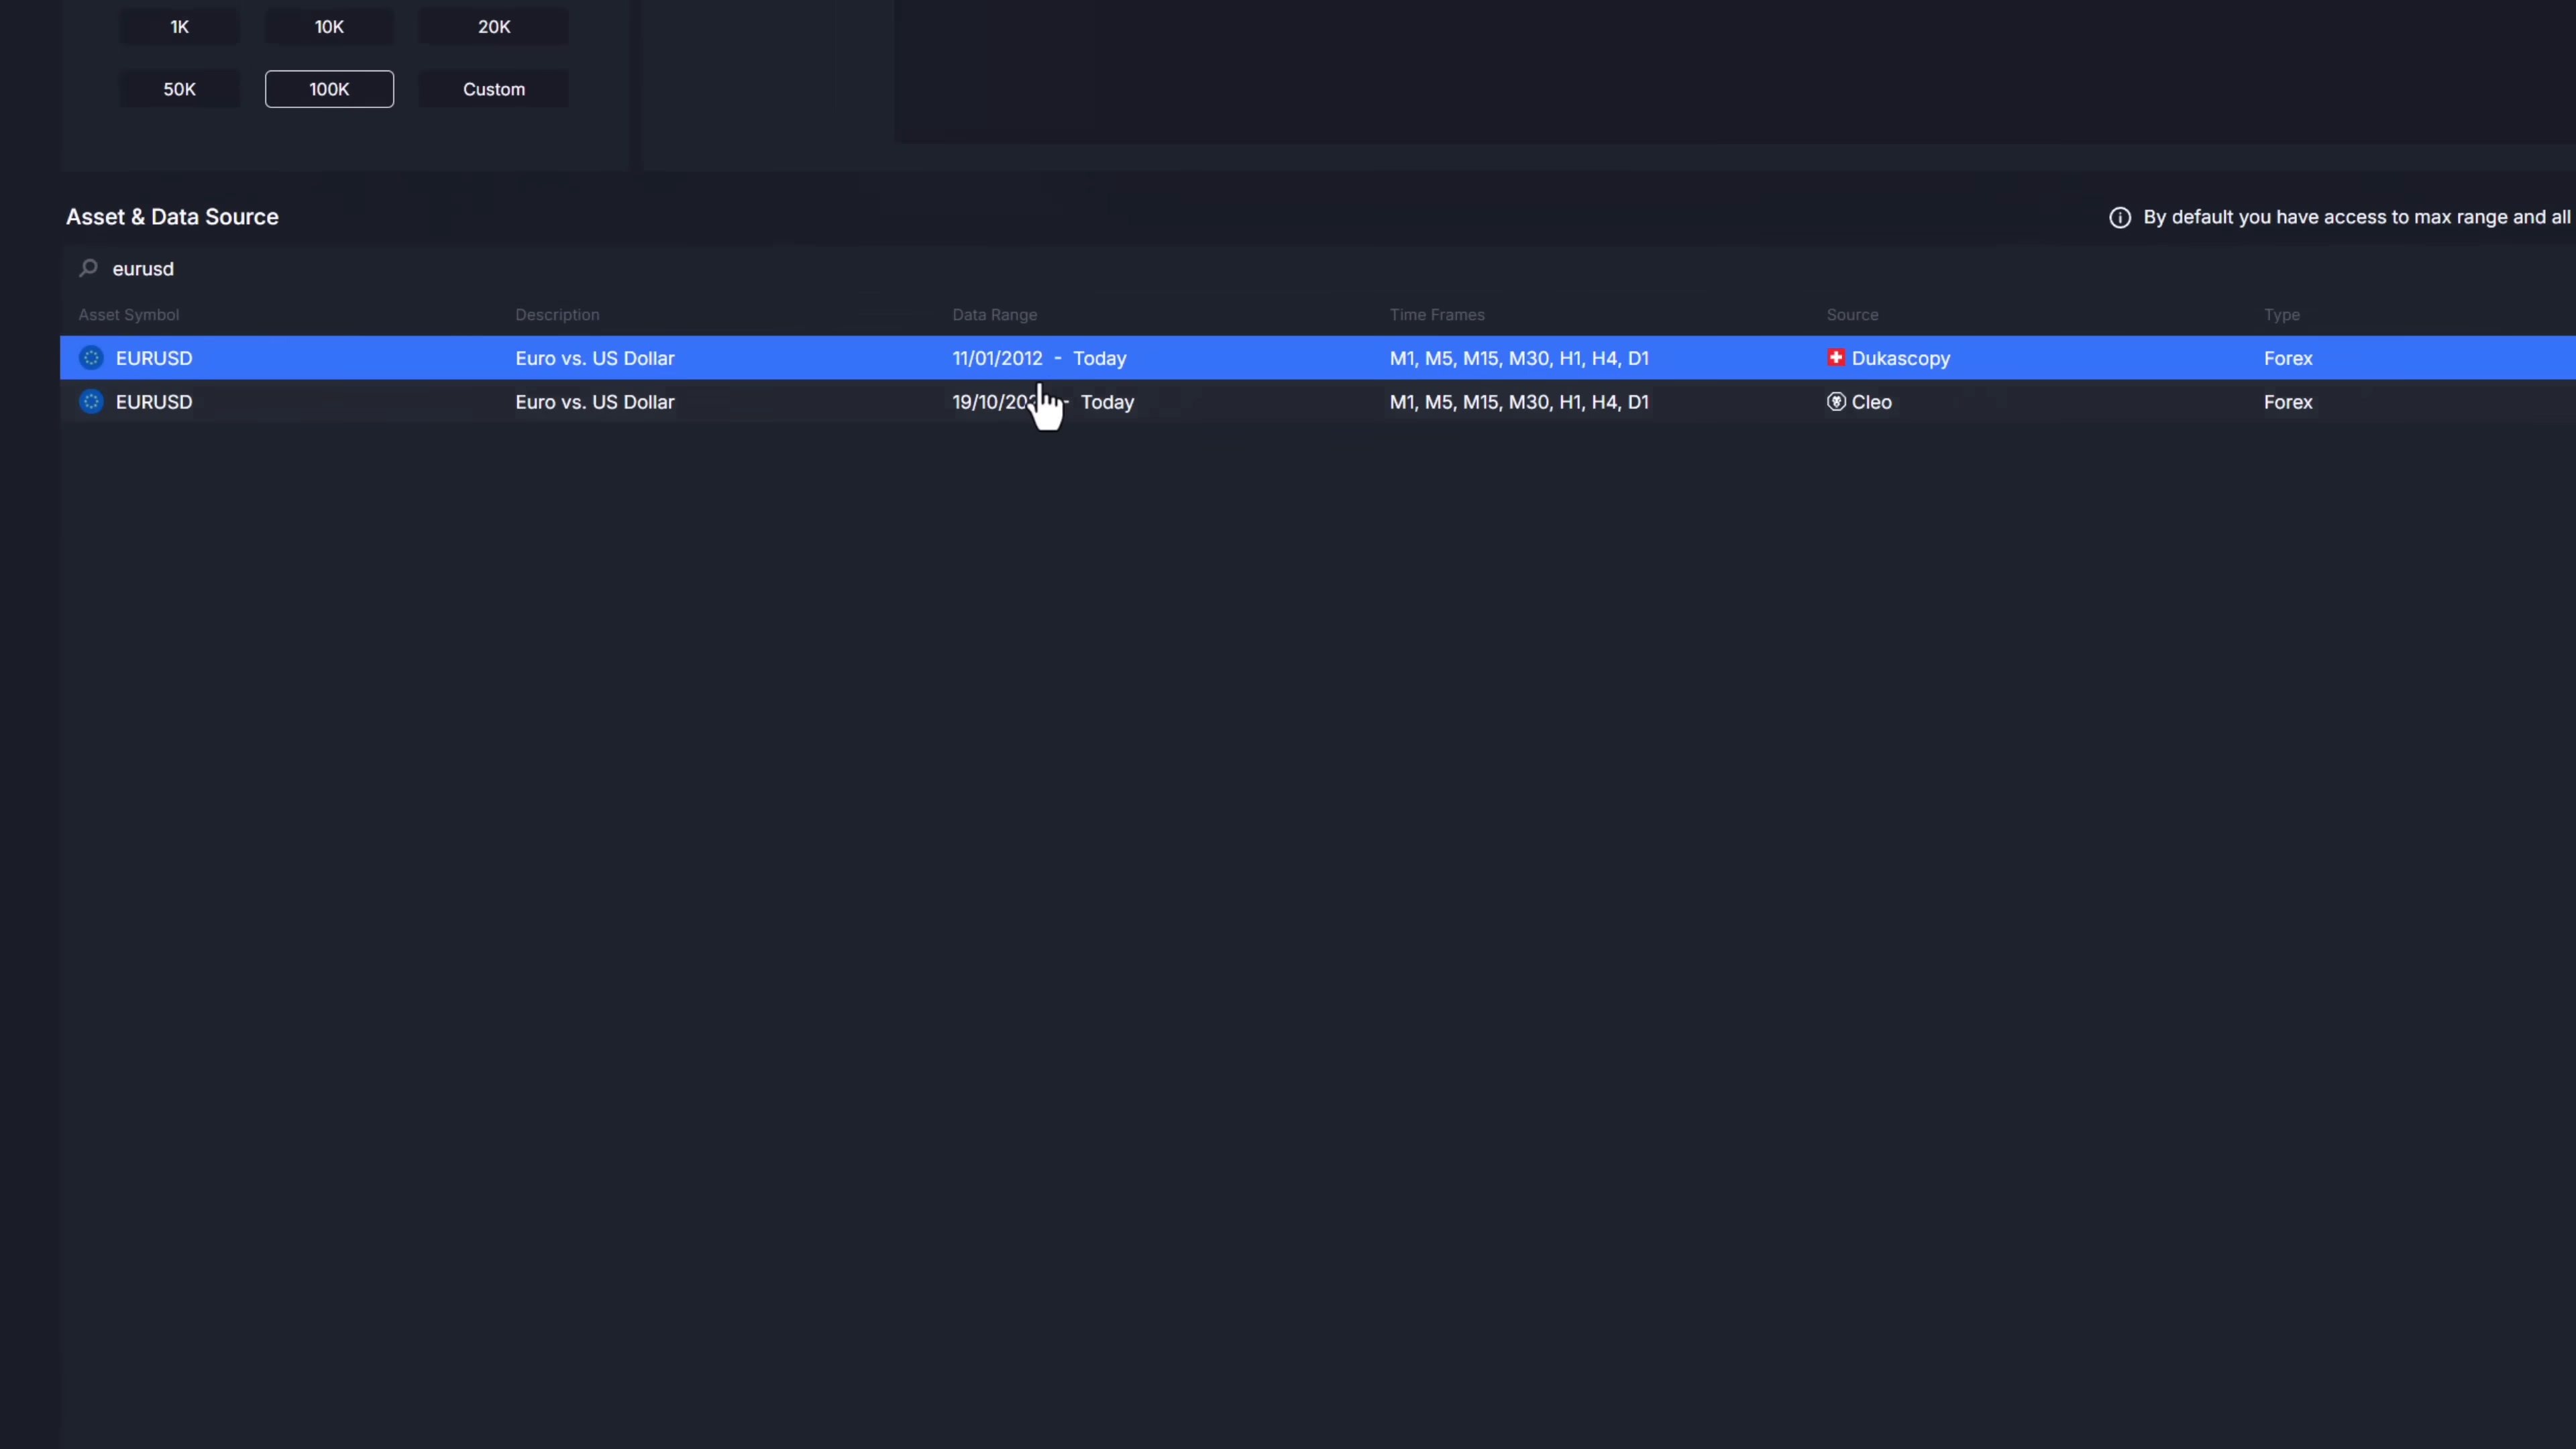 1K 10K 20K
50K 100K Custom
Asset & Data Source
By default you have access to max range and all
eurusd
Asset Symbol Description Data Range Time Frames Source Type
EURUSD Euro vs. US Dollar 11/01/2012 - Today M1, M5, M15, M30, H1, H4, D1 Dukascopy Forex
EURUSD Euro vs. US Dollar - Today M1, M5, M15, M30, H1, H4, D1 Cleo Forex